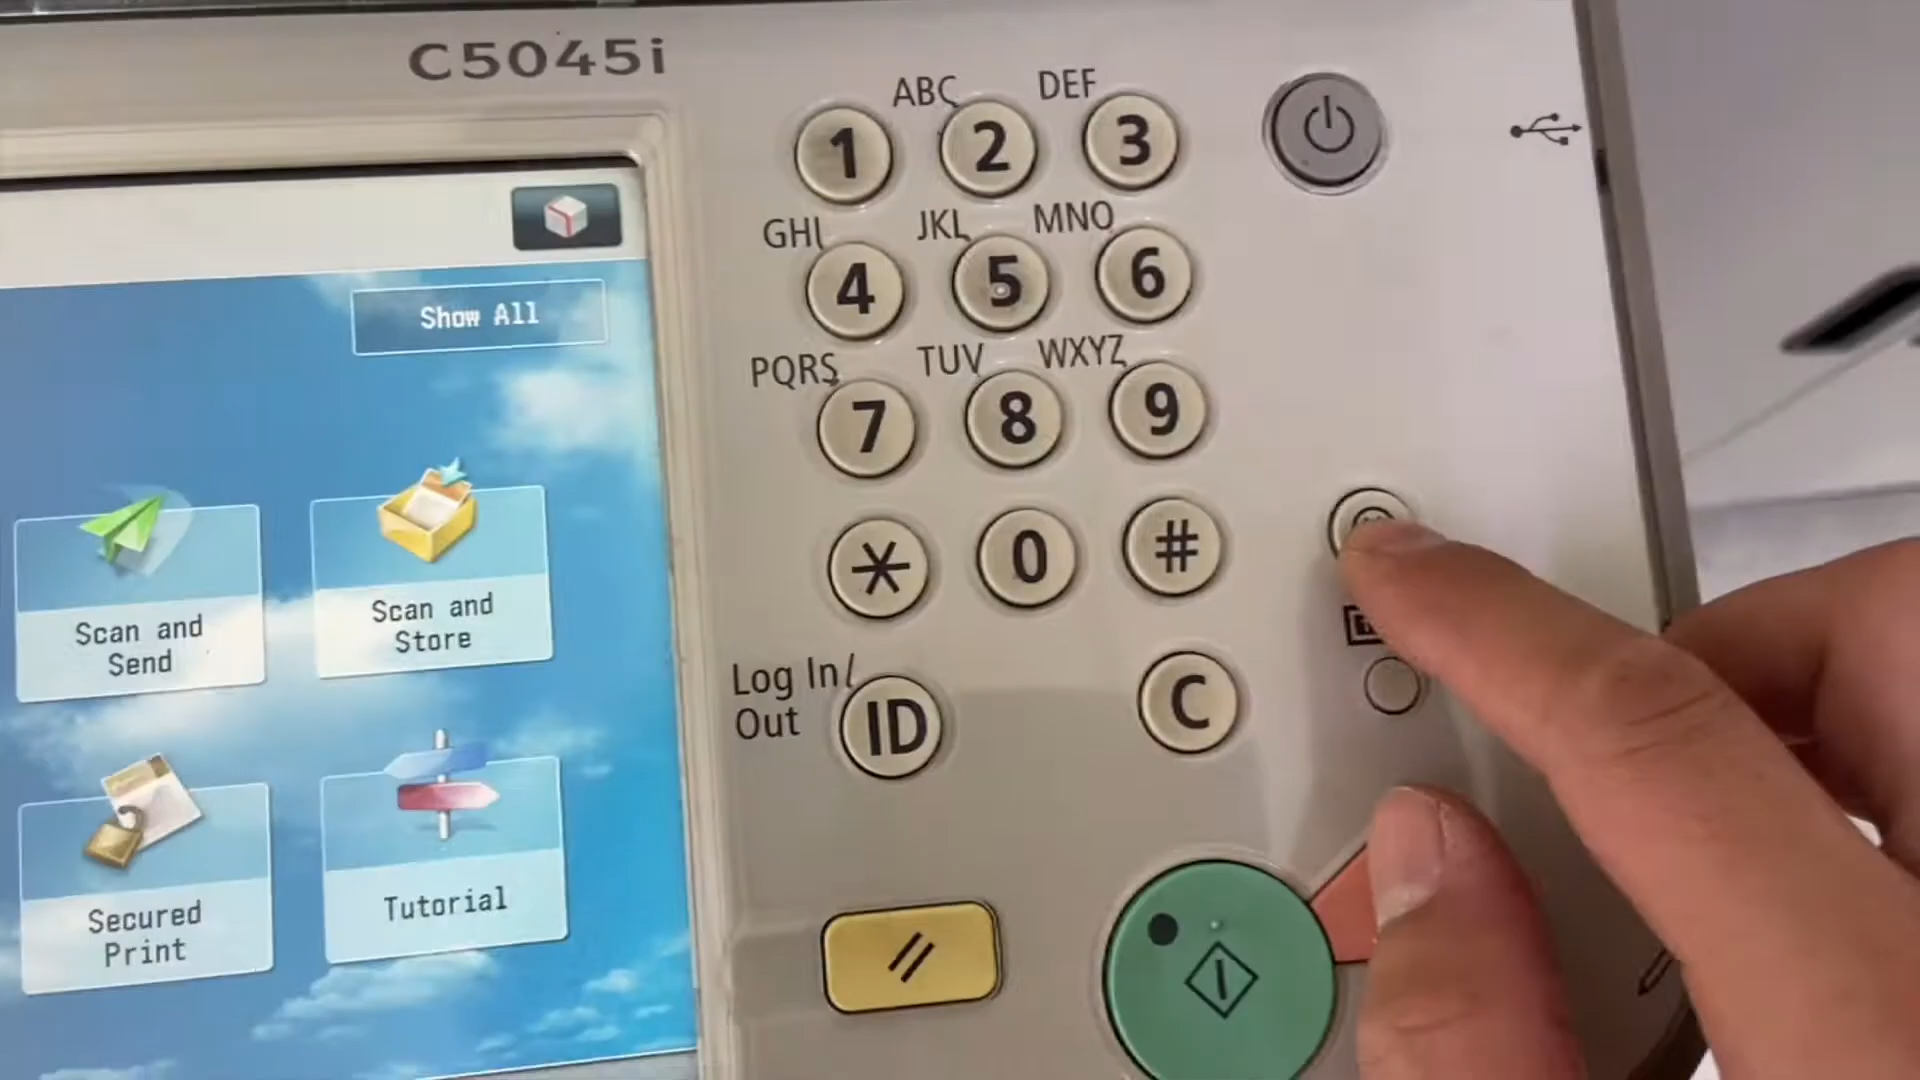 C5045i
ABC DEF
1 2 3
GHI JKL MNO
4 5 6
PQRS TUV WXYZ
7 8 9
* 0 #
Log In/
Out
ID C
Show All
Scan and
Send
Scan and
Store
Secured
Print
Tutorial